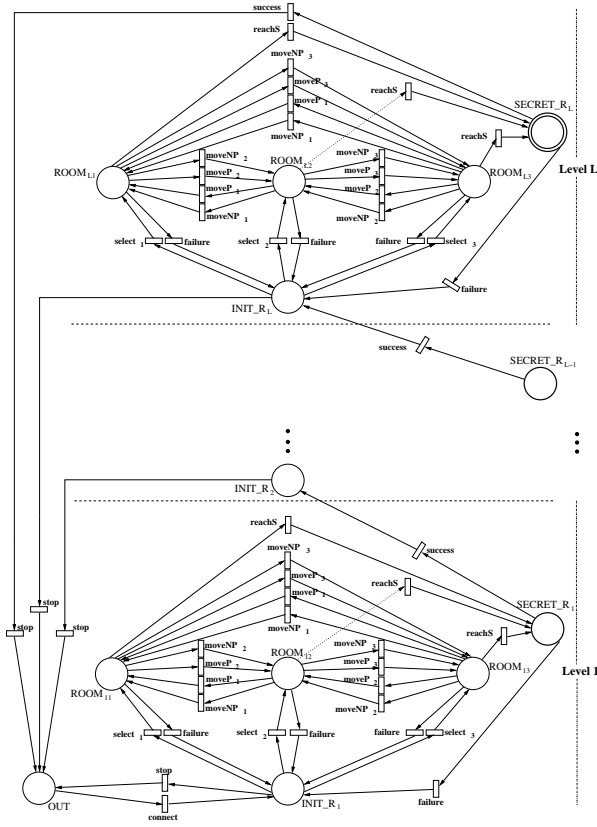 success
reachS
moveNP 3
moveP 3
moveP 1
moveNP 1
reachS
SECRET_R L
reachS
ROOM L1
moveNP 2
moveP 2
moveP 1
moveNP 1
ROOM L2
moveNP 3
moveP 3
moveP 2
moveNP 2
ROOM L3
Level L
select 1
failure
select 2
failure
failure
select 3
failure
INIT_R L
success
SECRET_R L-1
INIT_R 2
reachS
success
moveNP 3
moveP 3
moveP 1
moveNP 1
reachS
SECRET_R 1
reachS
stop
stop
stop
ROOM 11
moveNP 2
moveP 2
moveP 1
moveNP 1
ROOM 12
moveNP 3
moveP 3
moveP 2
moveNP 2
ROOM 13
Level 1
select 1
failure
select 2
failure
failure
select 3
stop
OUT
connect
INIT_R 1
failure